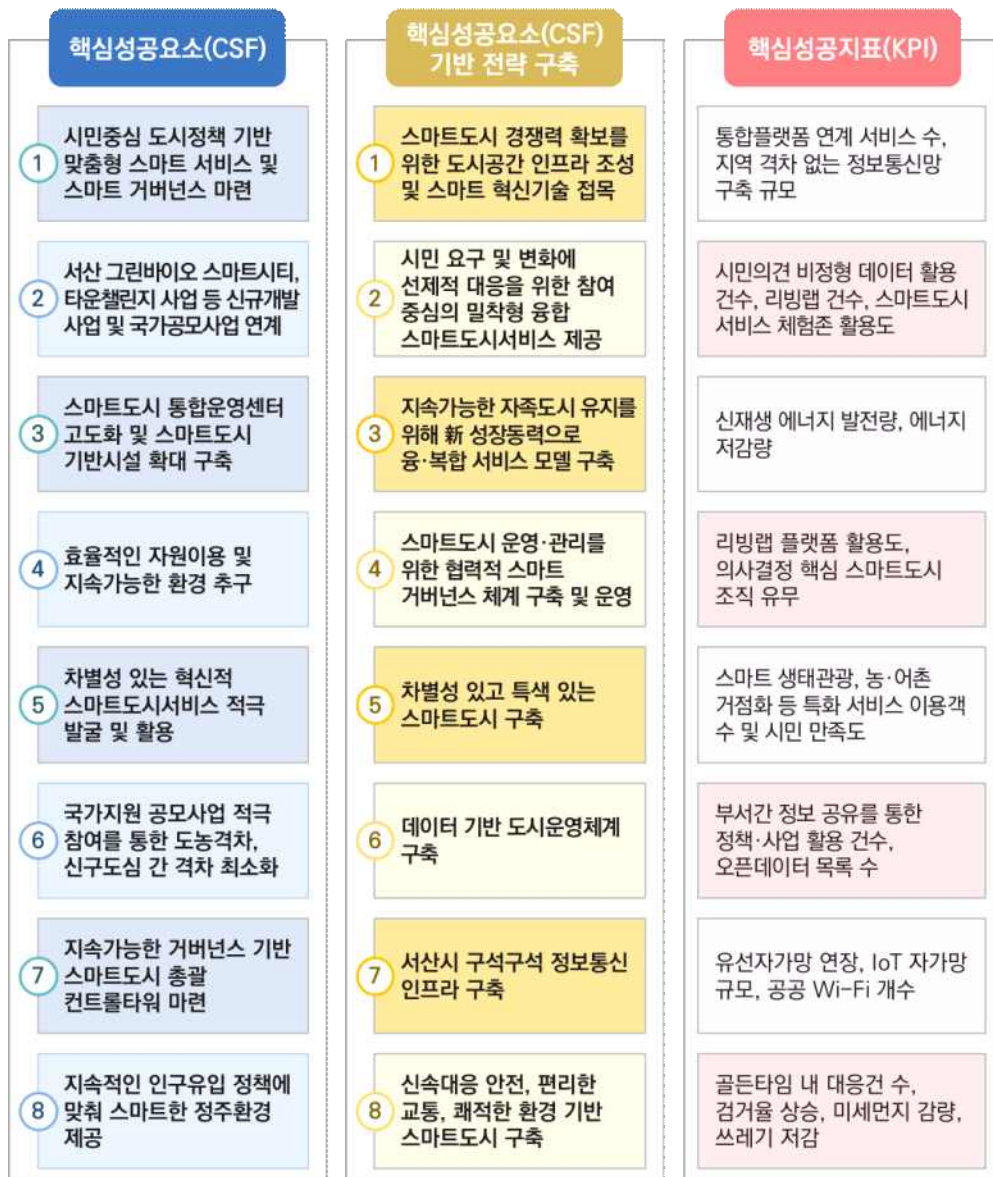 핵심성공요소(CSF)
1
시민중심 도시정책 기반
맞춤형 스마트 서비스 및
스마트 거버넌스 마련
2
서산 그린바이오 스마트시티,
타운챌린지 사업 등 신규개발
사업 및 국가공모사업 연계
3
스마트도시 통합운영센터
고도화 및 스마트도시
기반시설 확대 구축
4
효율적인 자원이용 및
지속가능한 환경 추구
5
차별성 있는 혁신적
스마트도시서비스 적극
발굴 및 활용
6
국가지원 공모사업 적극
참여를 통한 도농격차,
신구도심 간 격차 최소화
7
지속가능한 거버넌스 기반
스마트도시 총괄
컨트롤타워 마련
8
지속적인 인구유입 정책에
맞춰 스마트한 정주환경
제공
핵심성공요소(CSF)
기반 전략 구축
1
스마트도시 경쟁력 확보를
위한 도시공간 인프라 조성
및 스마트 혁신기술 접목
2
시민 요구 및 변화에
선제적 대응을 위한 참여
중심의 밀착형 융합
스마트도시서비스 제공
3
지속가능한 자족도시 유지를
위해 新 성장동력으로
융·복합 서비스 모델 구축
4
스마트도시 운영·관리를
위한 협력적 스마트
거버넌스 체계 구축 및 운영
5
차별성 있고 특색 있는
스마트도시 구축
6
데이터 기반 도시운영체계
구축
7
서산시 구석구석 정보통신
인프라 구축
8
신속대응 안전, 편리한
교통, 쾌적한 환경 기반
스마트도시 구축
핵심성공지표(KPI)
통합플랫폼 연계 서비스 수,
지역 격차 없는 정보통신망
구축 규모
시민의견 비정형 데이터 활용
건수, 리빙랩 건수, 스마트도시
서비스 체험존 활용도
신재생 에너지 발전량, 에너지
저감량
리빙랩 플랫폼 활용도,
의사결정 핵심 스마트도시
조직 유무
스마트 생태관광, 농·어촌
거점화 등 특화 서비스 이용객
수 및 시민 만족도
부서간 정보 공유를 통한
정책·사업 활용 건수,
오픈데이터 목록 수
유선자가망 연장, IoT 자가망
규모, 공공 Wi-Fi 개수
골든타임 내 대응건 수,
검거율 상승, 미세먼지 감량,
쓰레기 저감